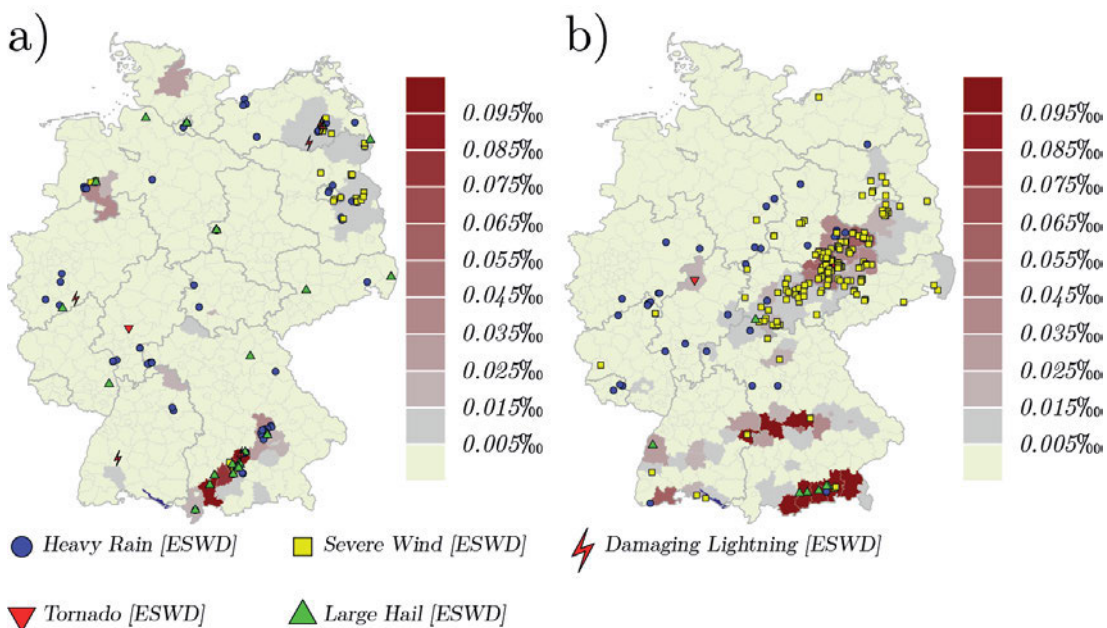 a)
0.095‰
0.085‰
0.075‰
0.065‰
0.055‰
0.045‰
0.035‰
0.025‰
0.015‰
0.005‰
b)
0.095‰
0.085‰
0.075‰
0.065‰
0.055‰
0.045‰
0.035‰
0.025‰
0.015‰
0.005‰
Heavy Rain [ESWD]
Severe Wind [ESWD]
Damaging Lightning [ESWD]
Tornado [ESWD]
Large Hail [ESWD]